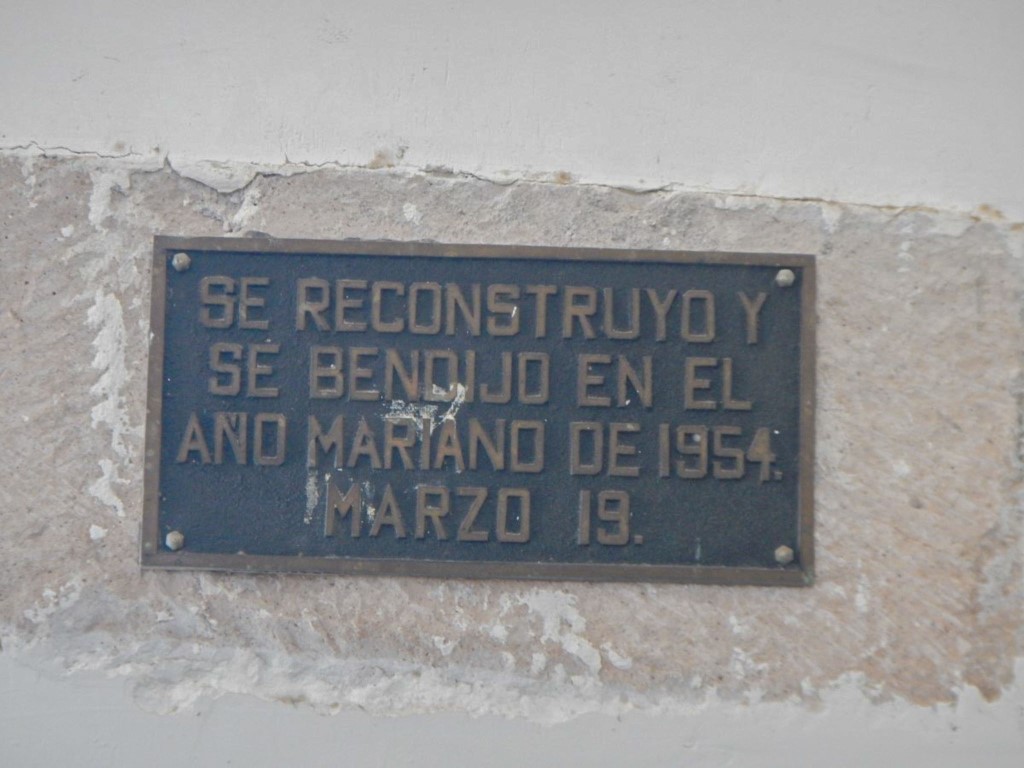 SE RECONSTRUYO Y
SE BENDIJO EN EL
AÑO MARIANO DE 1954.
MARZO 19.